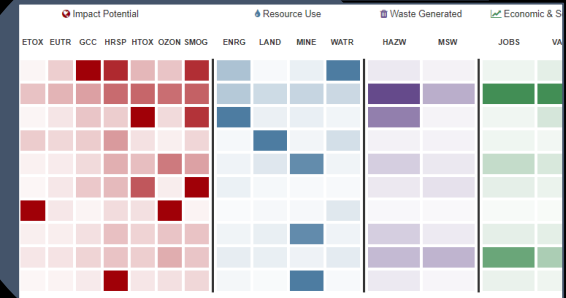 Impact Potential Resource Use Waste Generated Economic & S
ETOX EUTR GCC HRSP HTOX OZON SMOG ENRG LAND MINE WATR HAZW MSW JOBS VA